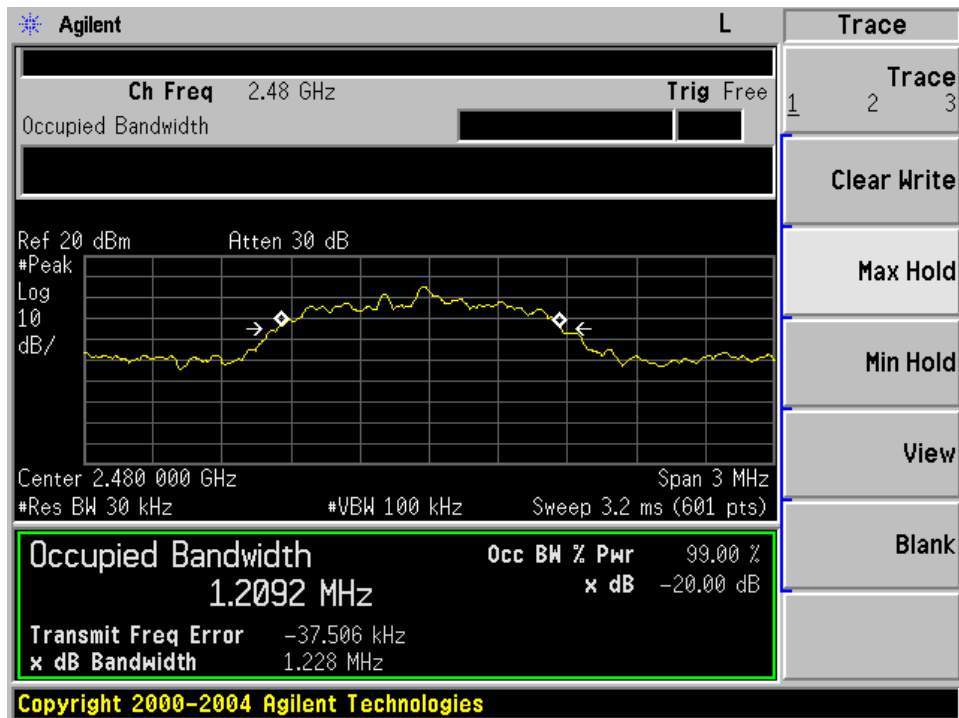 Agilent L
Ch Freq 2.48 GHz Trig Free
Occupied Bandwidth
Ref 20 dBm Atten 30 dB
#Peak
Log
10
dB/
Center 2.480 000 GHz Span 3 MHz
#Res BW 30 kHz #VBW 100 kHz Sweep 3.2 ms (601 pts)
Occupied Bandwidth Occ BW % Pwr 99.00 %
1.2092 MHz x dB -20.00 dB
Transmit Freq Error -37.506 kHz
x dB Bandwidth 1.228 MHz
Copyright 2000-2004 Agilent Technologies
Trace
Trace
1 2 3
Clear Write
Max Hold
Min Hold
View
Blank